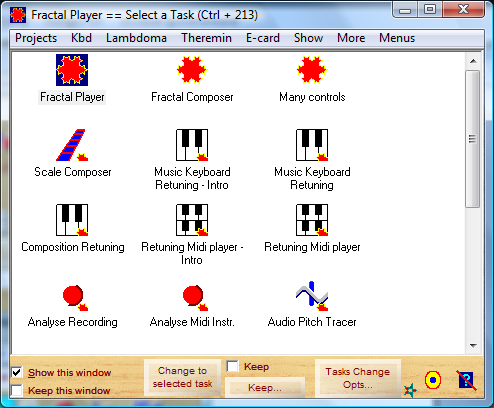 Fractal Player == Select a Task (Ctrl + 213)
Projects Kbd Lambdoma Theremin E-card Show More Menus
Fractal Player Fractal Composer Many controls
Scale Composer Music Keyboard Retuning - Intro Music Keyboard Retuning
Composition Retuning Retuning Midi player - Intro Retuning Midi player
Analyse Recording Analyse Midi Instr. Audio Pitch Tracer
Show this window
Keep this window
Change to
selected task
Keep
Keep...
Tasks Change
Opts...
?